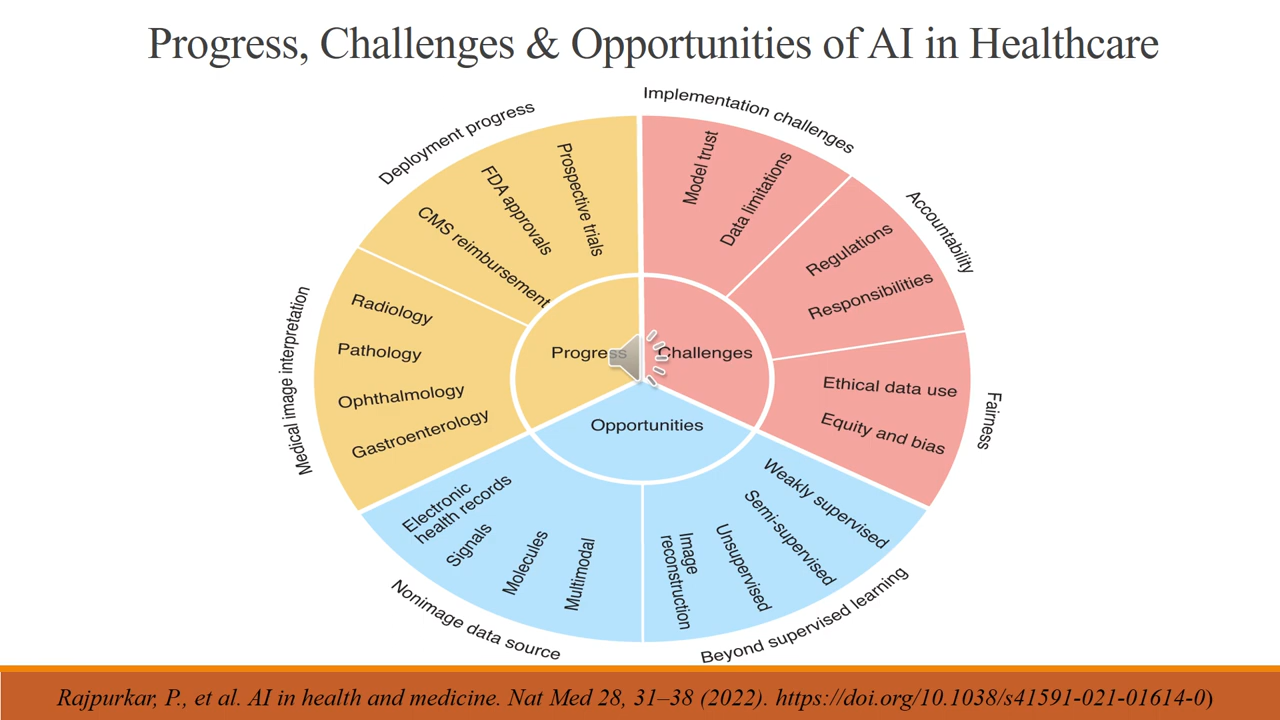 Progress, Challenges & Opportunities of AI in Healthcare
Deployment progress
Prospective trials
FDA approvals
CMS reimbursement
Medical image interpretation
Radiology
Pathology
Ophthalmology
Gastroenterology
Progress
Implementation challenges
Model trust
Data limitations
Accountability
Regulations
Responsibilities
Fairness
Ethical data use
Equity and bias
Challenges
Opportunities
Nonimage data source
Electronic
health records
Signals
Molecules
Multimodal
Beyond supervised learning
Image
reconstruction
Unsupervised
Semi-supervised
Weakly supervised
Rajpurkar, P., et al. AI in health and medicine. Nat Med 28, 31–38 (2022). https://doi.org/10.1038/s41591-021-01614-0)